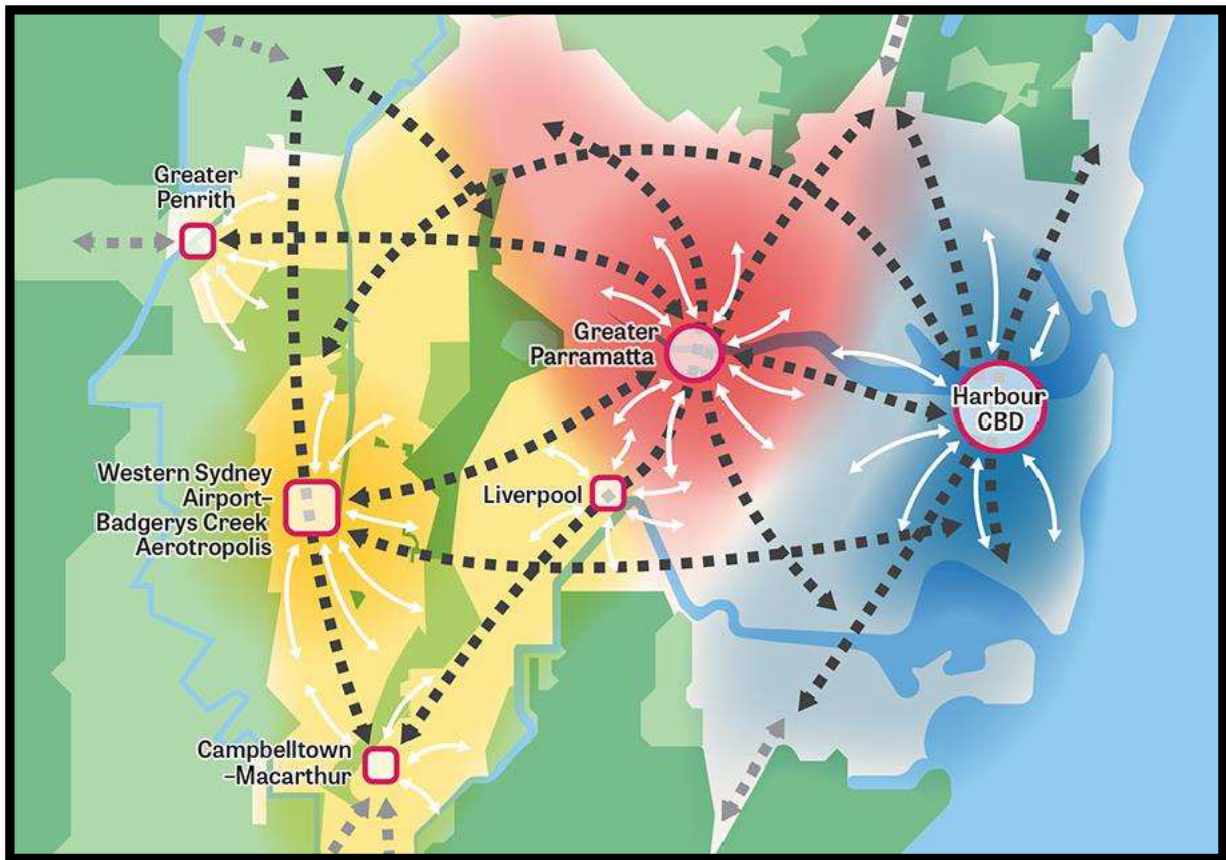 Greater
Penrith
Greater
Parramatta
Harbour
CBD
Western Sydney
Airport–
Badgerys Creek
Aerotropolis
Liverpool
Campbelltown
–Macarthur